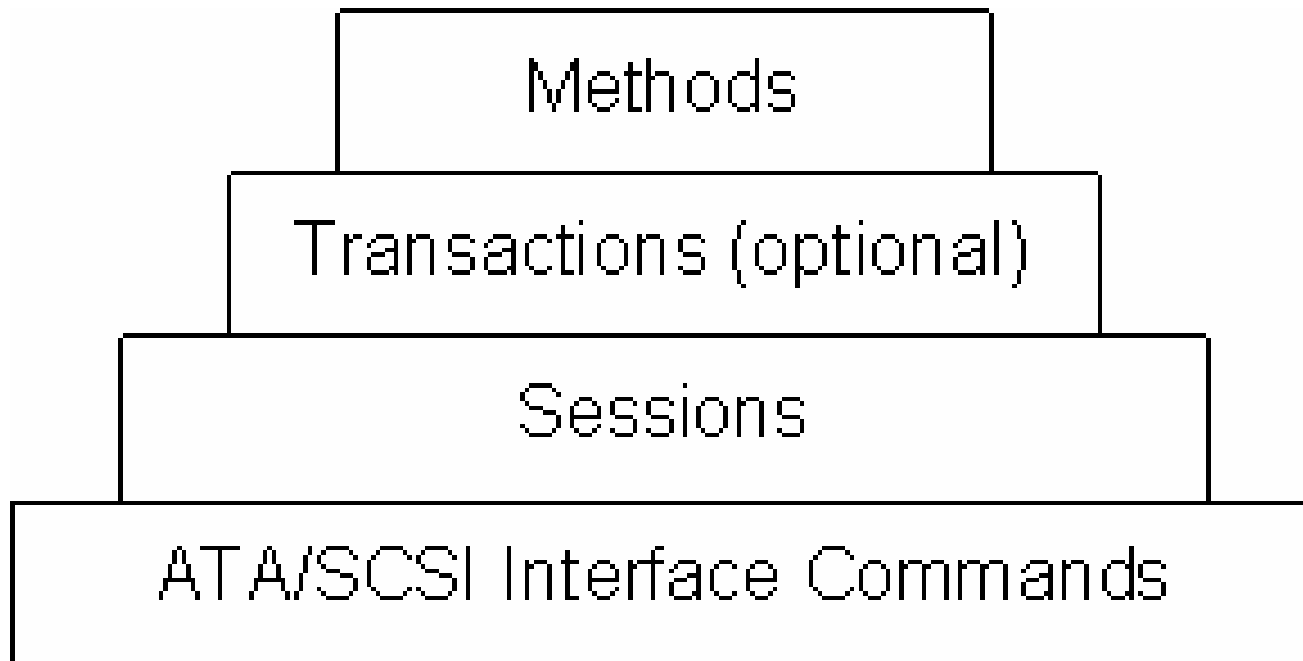 Methods
Transactions (optional)
Sessions
ATA/SCSI Interface Commands